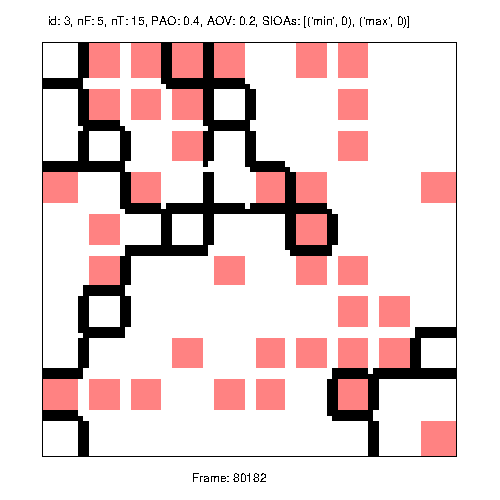 id: 3, nF: 5, nT: 15, PAO: 0.4, AOV: 0.2, SIOAs: [('min', 0), ('max', 0)]
Frame: 80182